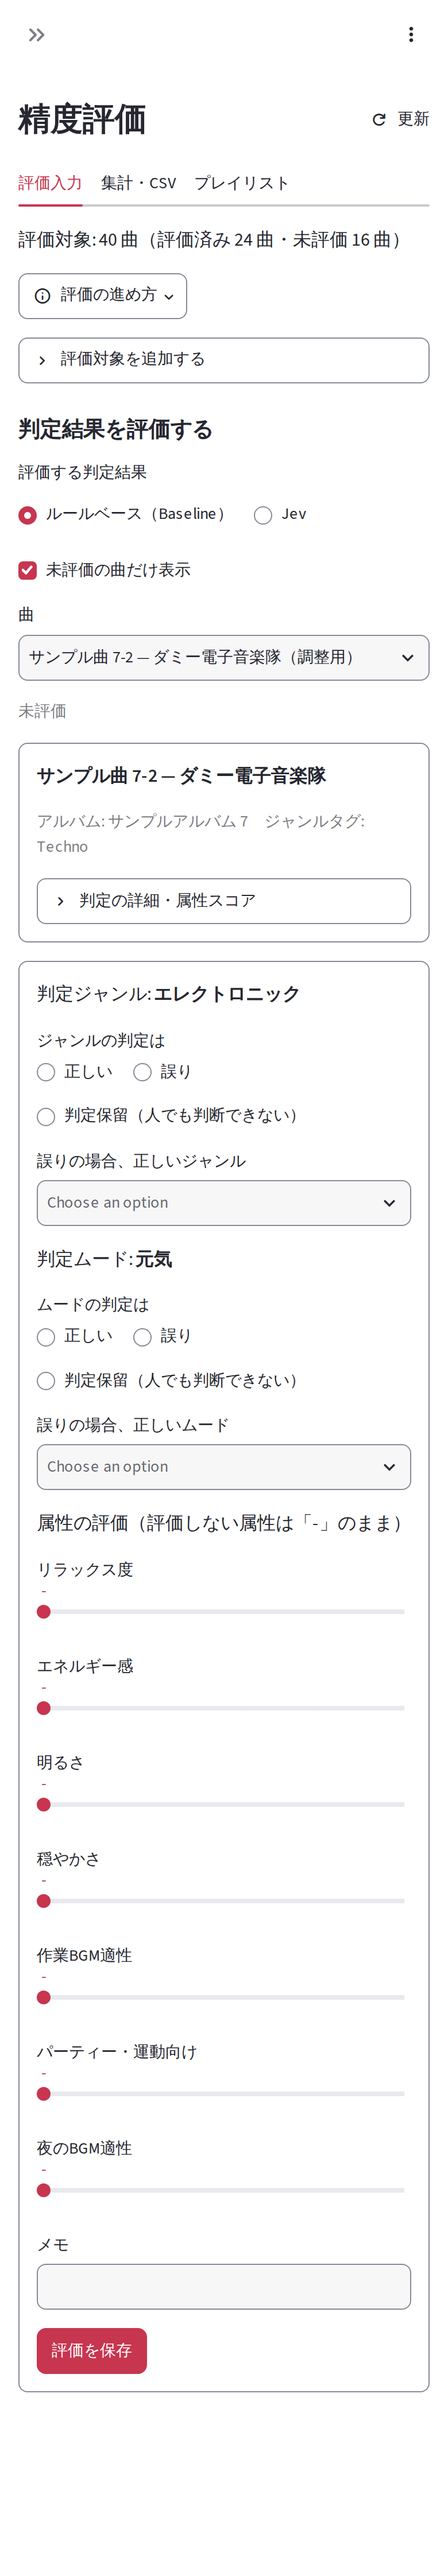 精度評価
更新
評価入力 集計・CSV プレイリスト
評価対象: 40 曲（評価済み 24 曲・未評価 16 曲）
評価の進め方
評価対象を追加する
判定結果を評価する
評価する判定結果
ルールベース（Baseline） Jev
未評価の曲だけ表示
曲
サンプル曲 7-2 — ダミー電子音楽隊（調整用）
未評価
サンプル曲 7-2 — ダミー電子音楽隊
アルバム: サンプルアルバム 7　ジャンルタグ:
Techno
判定の詳細・属性スコア
判定ジャンル: エレクトロニック
ジャンルの判定は
正しい 誤り
判定保留（人でも判断できない）
誤りの場合、正しいジャンル
Choose an option
判定ムード: 元気
ムードの判定は
正しい 誤り
判定保留（人でも判断できない）
誤りの場合、正しいムード
Choose an option
属性の評価（評価しない属性は「-」のまま）
リラックス度
-
エネルギー感
-
明るさ
-
穏やかさ
-
作業BGM適性
-
パーティー・運動向け
-
夜のBGM適性
-
メモ
評価を保存